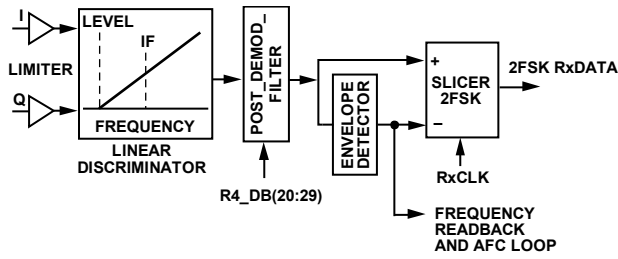 I
LIMITER
Q
LEVEL
IF
FREQUENCY
LINEAR
DISCRIMINATOR
POST_DEMOD_
FILTER
R4_DB(20:29)
ENVELOPE
DETECTOR
+
SLICER
2FSK
−
RxCLK
2FSK RxDATA
FREQUENCY
READBACK
AND AFC LOOP